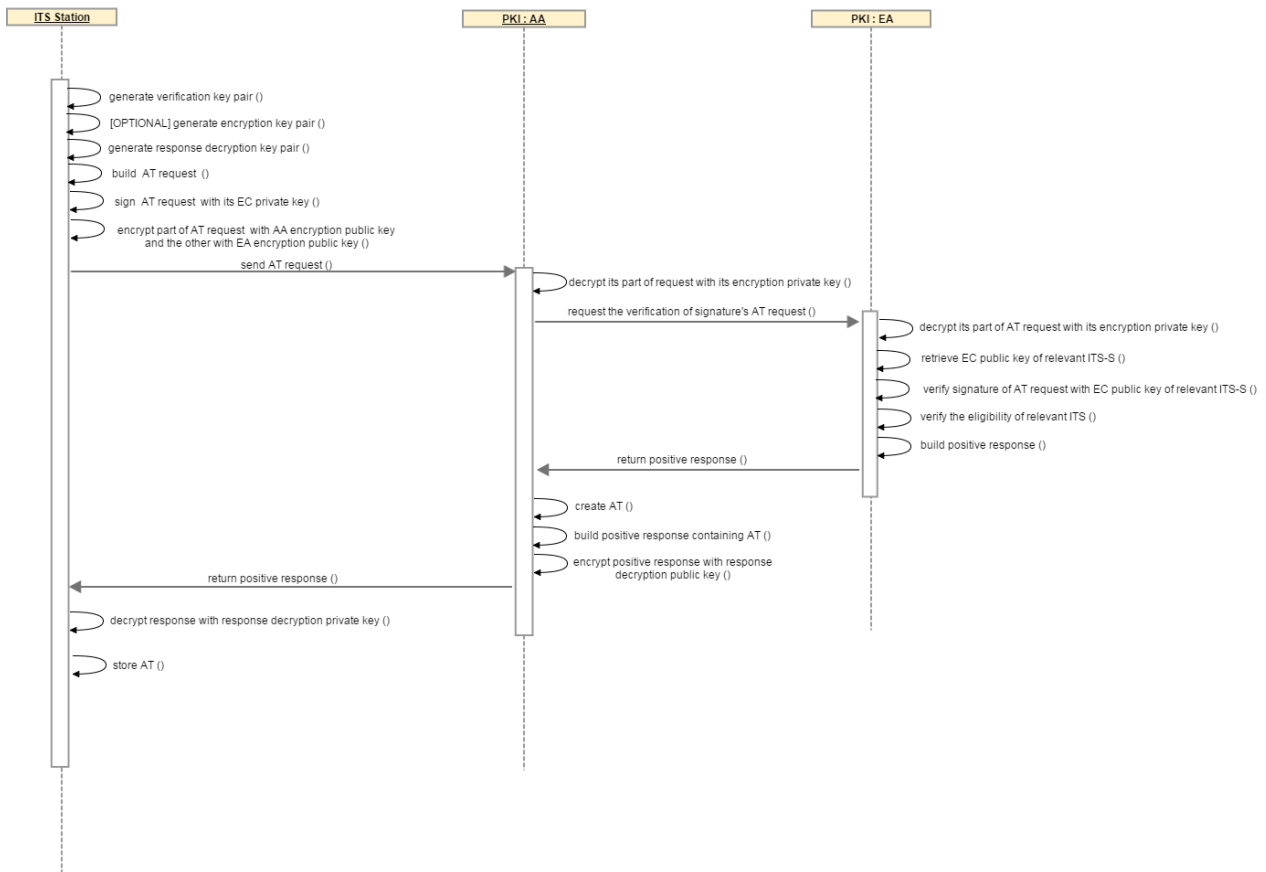 ITS Station
PKI : AA
PKI : EA
generate verification key pair ()
[OPTIONAL] generate encryption key pair ()
generate response decryption key pair ()
build AT request ()
sign AT request with its EC private key ()
encrypt part of AT request with AA encryption public key
and the other with EA encryption public key ()
send AT request ()
decrypt its part of request with its encryption private key ()
request the verification of signature's AT request ()
decrypt its part of AT request with its encryption private key ()
retrieve EC public key of relevant ITS-S ()
verify signature of AT request with EC public key of relevant ITS-S ()
verify the eligibility of relevant ITS ()
build positive response ()
return positive response ()
create AT ()
build positive response containing AT ()
encrypt positive response with response
decryption public key ()
return positive response ()
decrypt response with response decryption private key ()
store AT ()